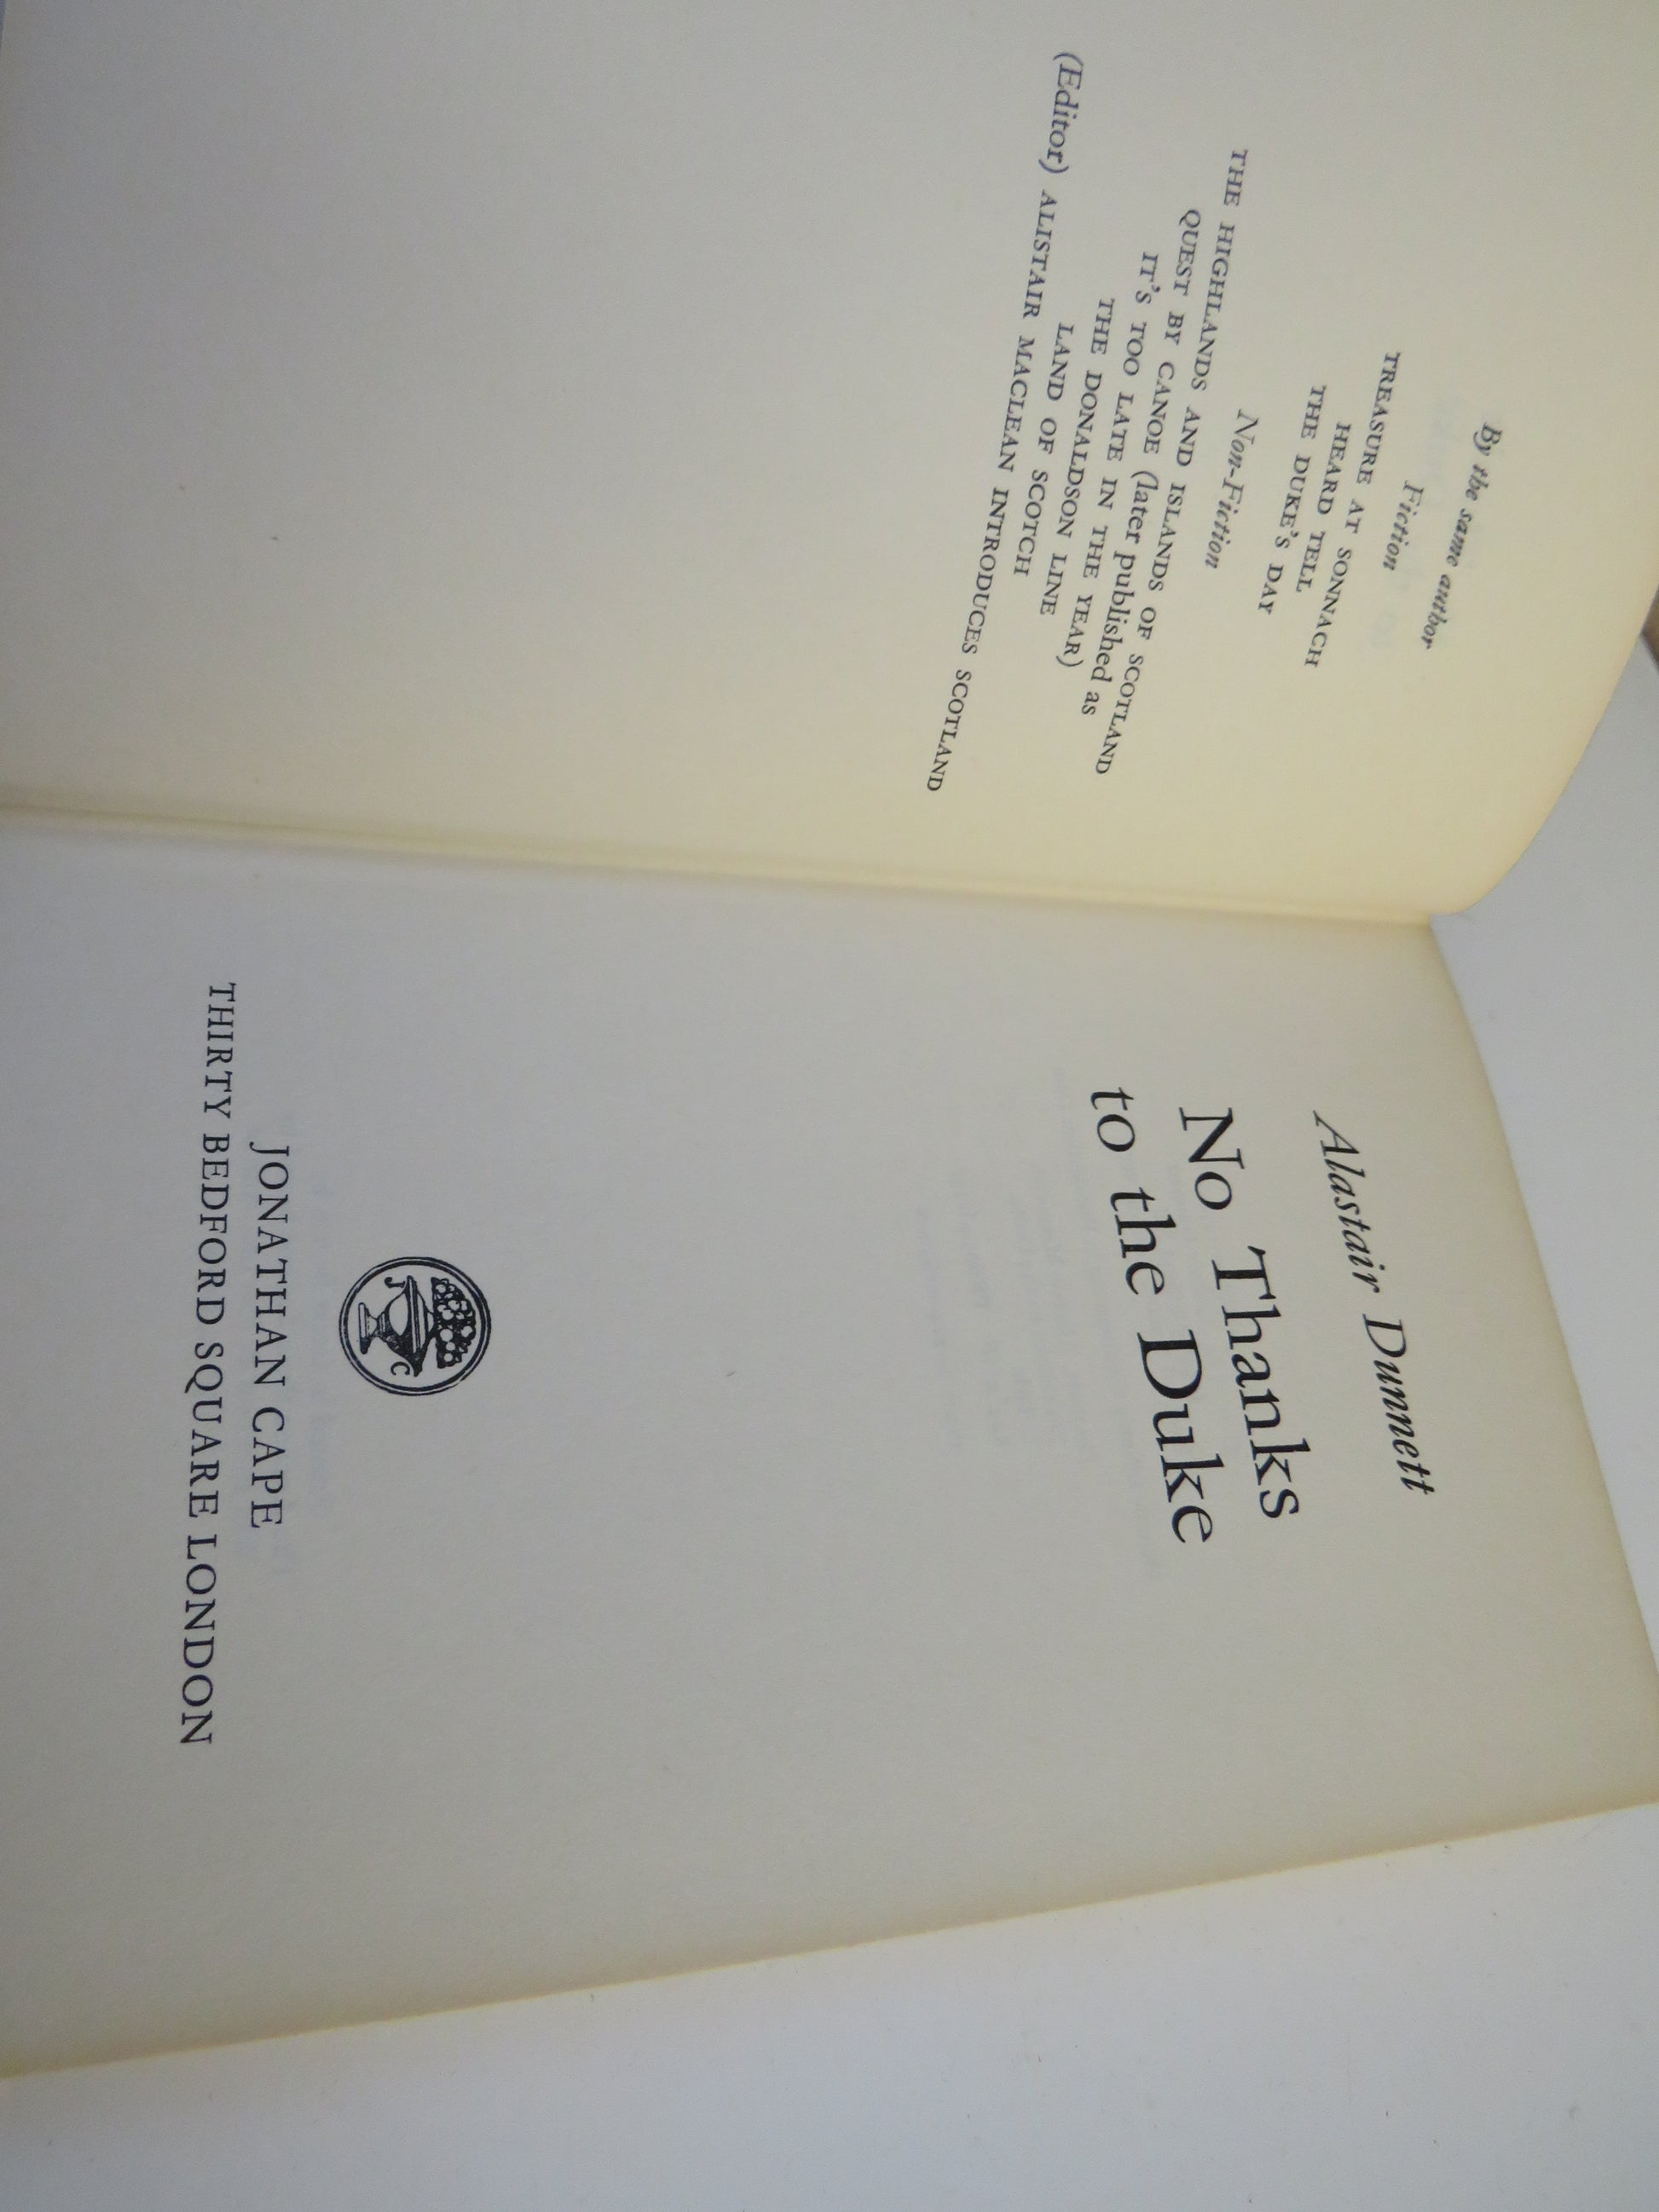 By the same author
Fiction
TREASURE AT SONNACH
HEARD TELL
THE DUKE'S DAY
Non-Fiction
THE HIGHLANDS AND ISLANDS OF SCOTLAND
QUEST BY CANOE (later published as
IT'S TOO LATE IN THE YEAR)
THE DONALDSON LINE
LAND OF SCOTCH
(Editor) ALISTAIR MACLEAN INTRODUCES SCOTLAND
Alastair Dunnett
No Thanks
to the Duke
J C
JONATHAN CAPE
THIRTY BEDFORD SQUARE LONDON